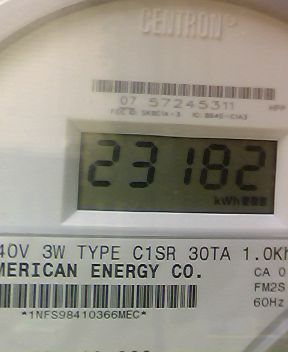 CENTRON
07 57245311
23182
kWh
40V 3W TYPE C1SR 30TA 1.0Kh
MERICAN ENERGY CO.
CA 0
FM2S
60Hz
*1NFS98410366MEC*